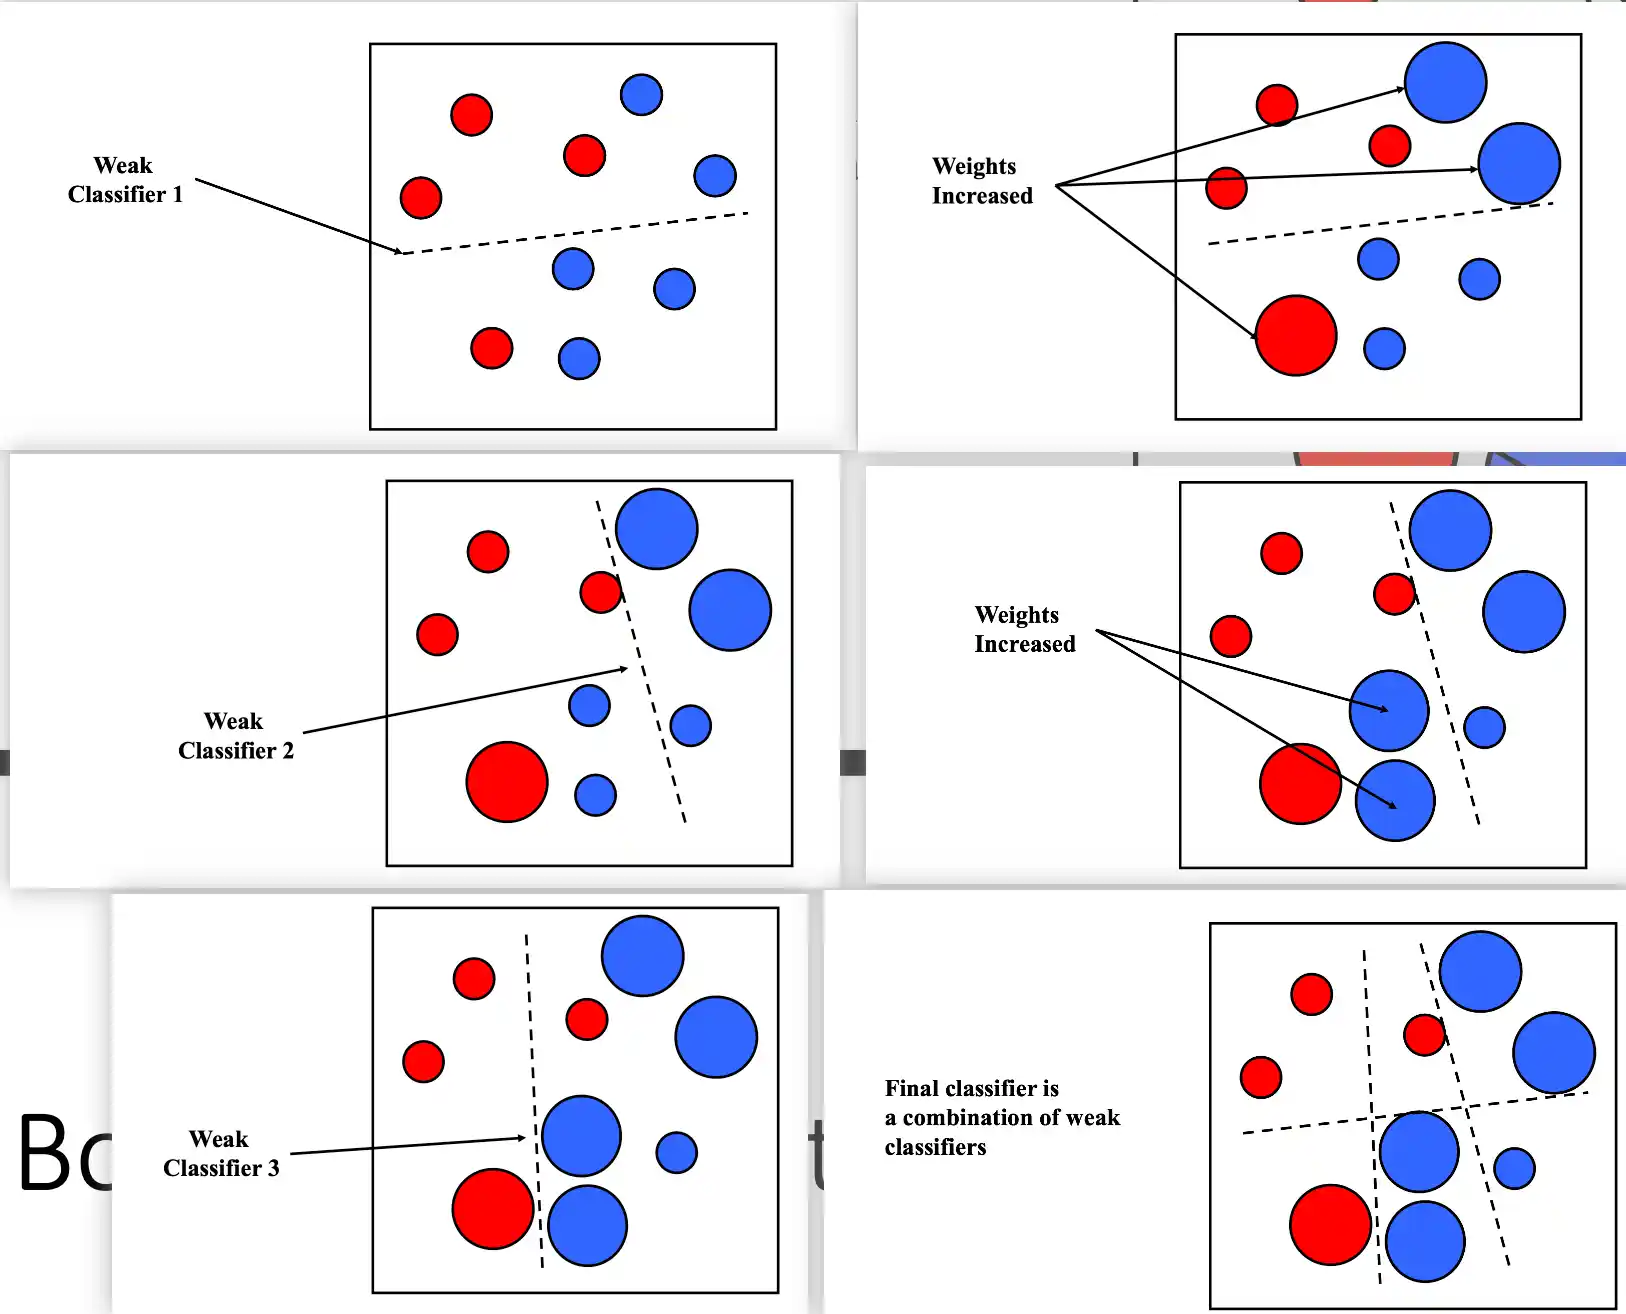 Weak
Classifier 1
Weights
Increased
Weak
Classifier 2
Weights
Increased
Weak
Classifier 3
Final classifier is
a combination of weak
classifiers